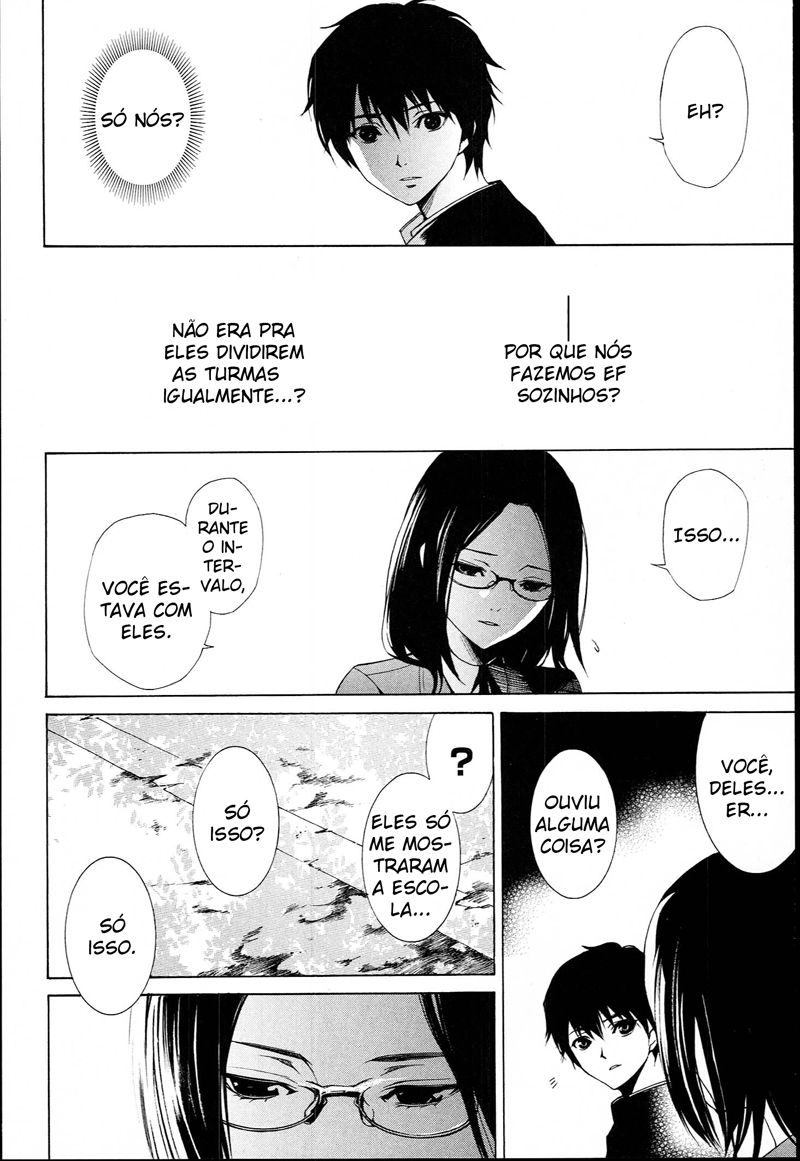 EH?
SÓ NÓS?
POR QUE NÓS
FAZEMOS EF
SOZINHOS?
NÃO ERA PRA
ELES DIVIDIREM
AS TURMAS
IGUALMENTE...?
ISSO...
DU-
RANTE
O IN-
TER-
VALO,
VOCÊ ES-
TAVA COM
ELES.
VOCÊ,
DELES...
ER...
OUVIU
ALGUMA
COISA?
?
ELES SÓ
ME MOS-
TRARAM
A ESCO-
LA...
SÓ
ISSO?
SÓ
ISSO.